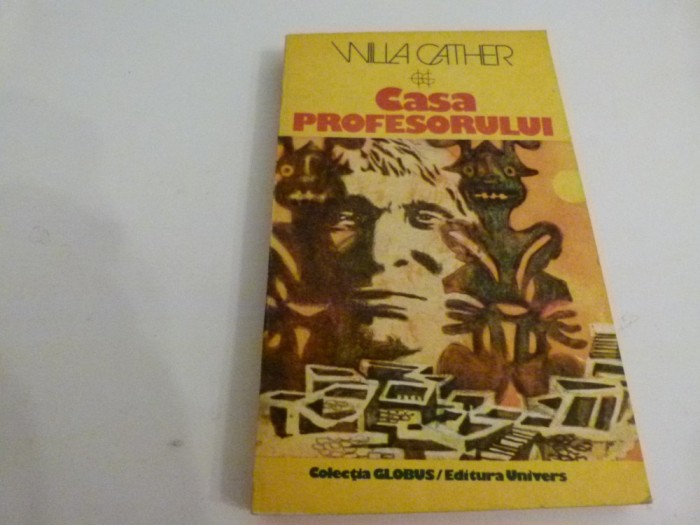 WILLA CATHER
Casa
PROFESORULUI
Colecția GLOBUS/Editura Univers